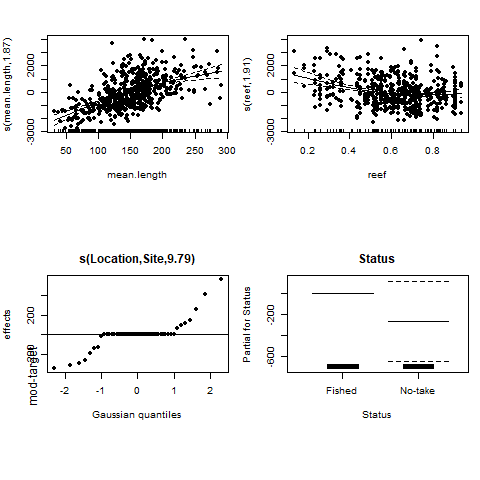 s(mean.length,1.87)
-3000 0 2000
50 100 150 200 250 300
mean.length
s(reef,1.91)
-3000 0 2000
0.2 0.4 0.6 0.8
reef
s(Location,Site,9.79)
effects
mod-target
200
-2 -1 0 1 2
Gaussian quantiles
Status
Partial for Status
-600 -200
Fished No-take
Status